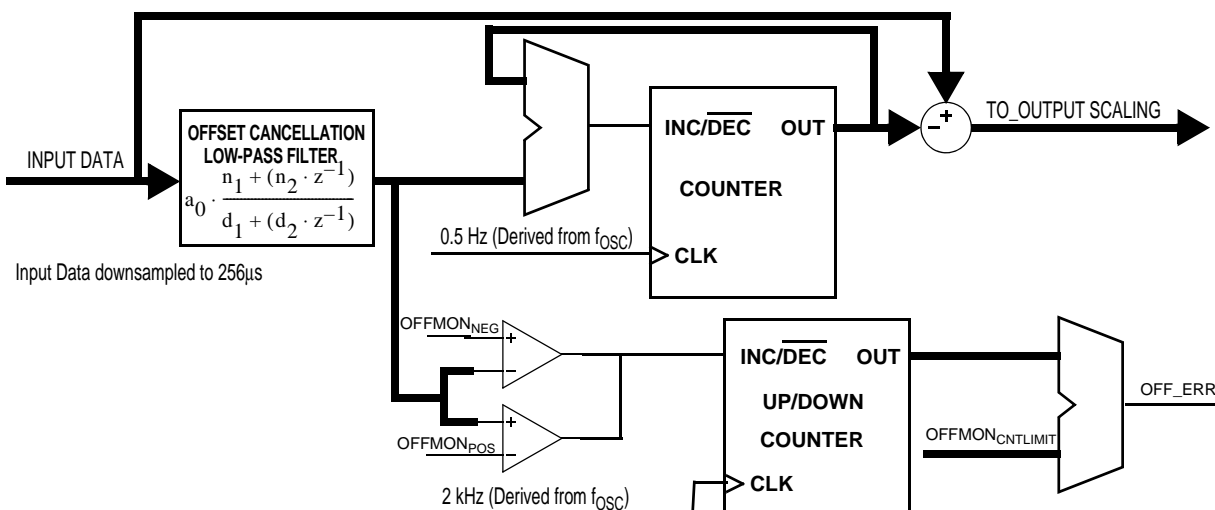 INC/DEC OUT
TO_OUTPUT SCALING
- +
OFFSET CANCELLATION
LOW-PASS FILTER
INPUT DATA
n1 + (n2 · z−1)
a0 ·
d1 + (d2 · z−1)
COUNTER
0.5 Hz (Derived from fOSC)
CLK
Input Data downsampled to 256μs
OFFMONNEG
+
-
INC/DEC OUT
UP/DOWN
COUNTER
OFF_ERR
+
-
OFFMONPOS
OFFMONCNTLIMIT
2 kHz (Derived from fOSC)
CLK